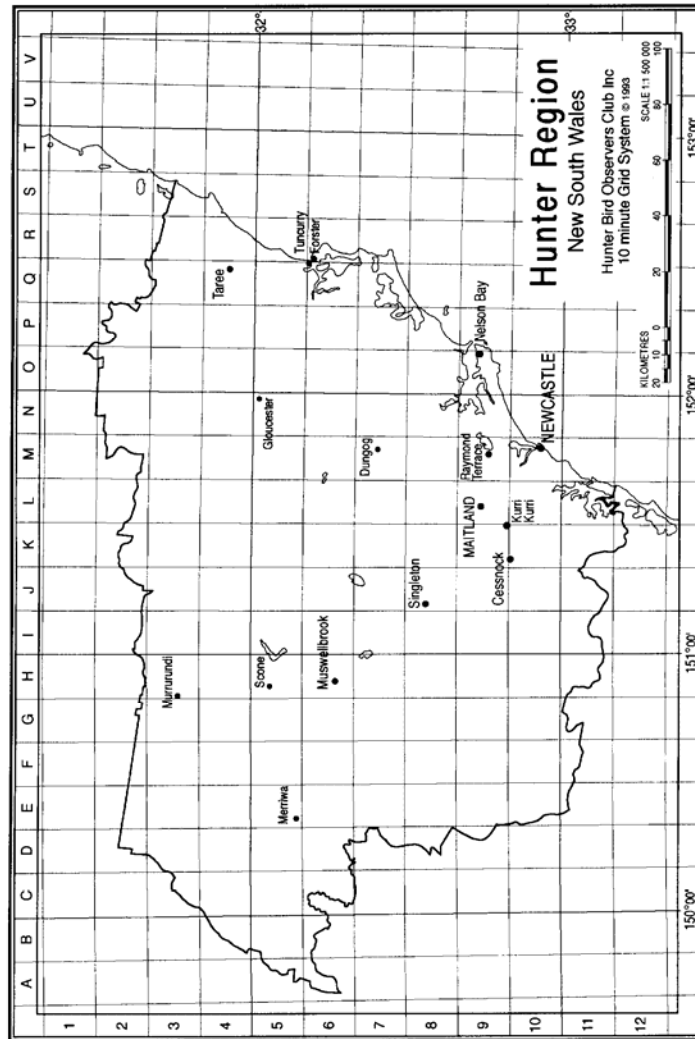 A B C D E F G H I J K L M N O P Q R S T U V
1
2
3
4
5
6
7
8
9
10
11
12
32°
33°
150°00'
151°00'
152°00'
153°00'
Murrurundi
Taree
Tuncurry
Forster
Gloucester
Scone
Merriwa
Muswellbrook
Dungog
Singleton
MAITLAND
Raymond
Terrace
Nelson Bay
Kurri
Kurri
Cessnock
NEWCASTLE
Hunter Region
New South Wales
Hunter Bird Observers Club Inc
10 minute Grid System © 1993
KILOMETRES
SCALE 1:1 500 000
20 10 0 20 40 60 80 100